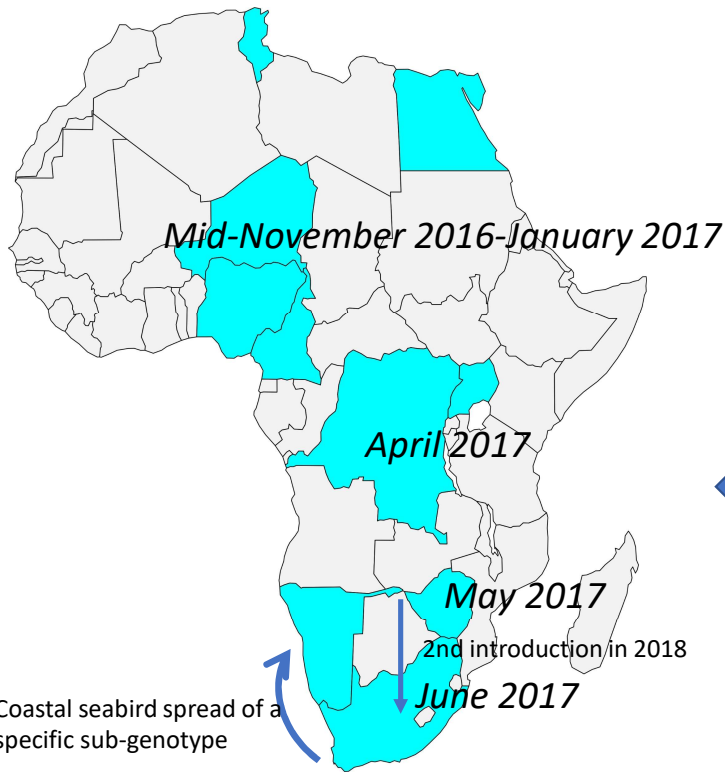 Mid-November 2016-January 2017
April 2017
May 2017
2nd introduction in 2018
June 2017
Coastal seabird spread of a
specific sub-genotype